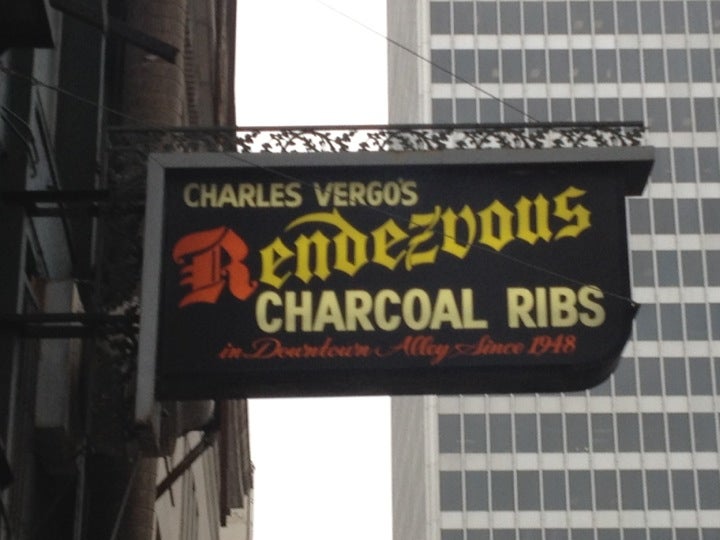 CHARLES VERGO'S
Rendezvous
CHARCOAL RIBS
in Downtown Alley Since 1948